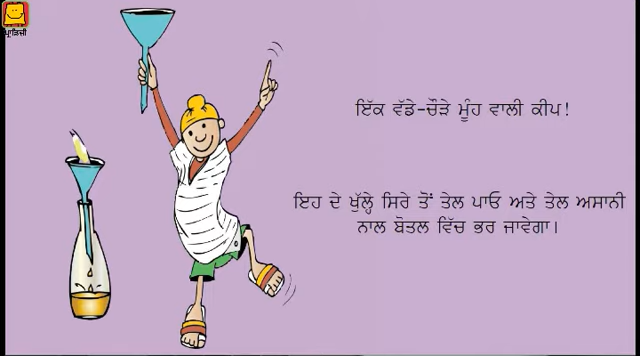 ਪ੍ਰਾਡਿਜੀ
ਇੱਕ ਵੱਡੇ-ਚੌੜੇ ਮੂੰਹ ਵਾਲੀ ਕੀਪ!
ਇਹ ਦੇ ਖੁੱਲ੍ਹੇ ਸਿਰੇ ਤੋਂ ਤੇਲ ਪਾਓ ਅਤੇ ਤੇਲ ਅਸਾਨੀ
ਨਾਲ ਬੋਤਲ ਵਿੱਚ ਭਰ ਜਾਵੇਗਾ।